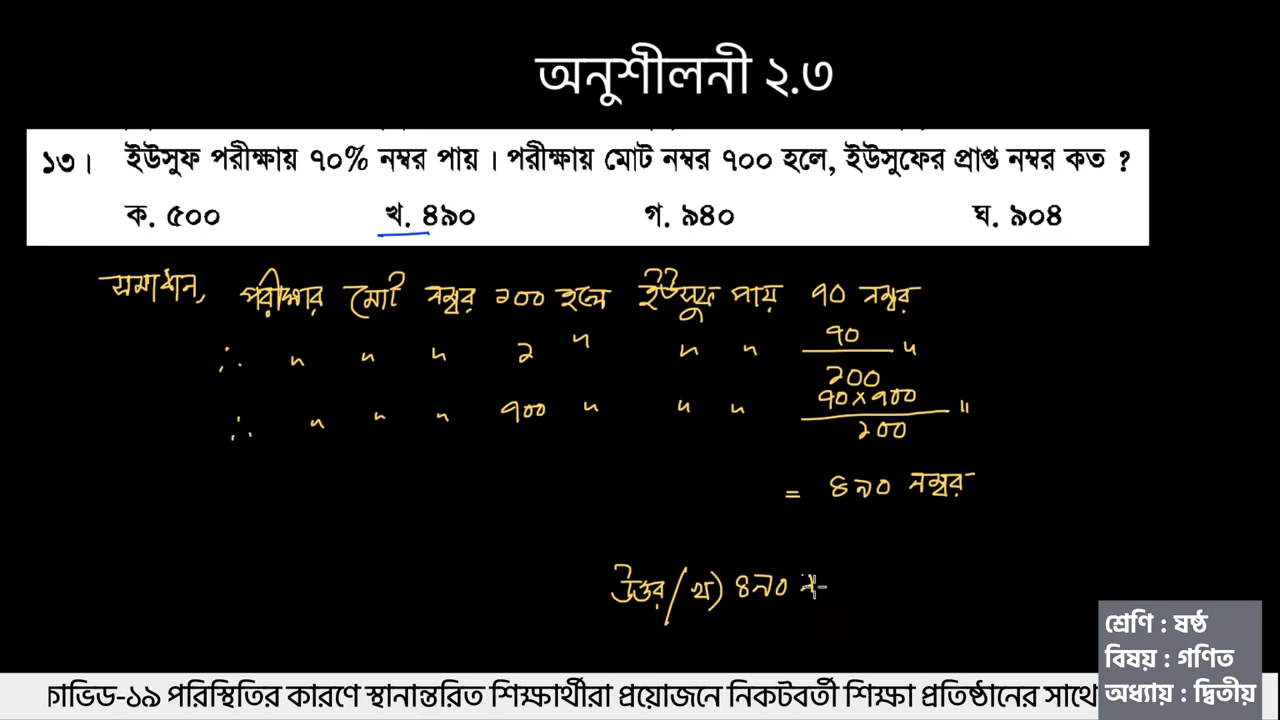 অনুশীলনী ২.৩
১৩। ইউসুফ পরীক্ষায় ৭০% নম্বর পায়। পরীক্ষায় মোট নম্বর ৭০০ হলে, ইউসুফের প্রাপ্ত নম্বর কত ?
ক. ৫০০ খ. ৪৯০ গ. ৯৪০ ঘ. ৯০৪
সমাধান, পরীক্ষার মোট নম্বর ১০০ হলে ইউসুফ পায় ৭০ নম্বর
∴ " " " ১ " " " ৭০/১০০ "
∴ " " " ৭০০ " " " ৭০×৭০০/১০০ "
= ৪৯০ নম্বর
উত্তর/ খ) ৪৯০ ন
শ্রেণি : ষষ্ঠ
বিষয় : গণিত
অধ্যায় : দ্বিতীয়
কোভিড-১৯ পরিস্থিতির কারণে স্থানান্তরিত শিক্ষার্থীরা প্রয়োজনে নিকটবর্তী শিক্ষা প্রতিষ্ঠানের সাথে